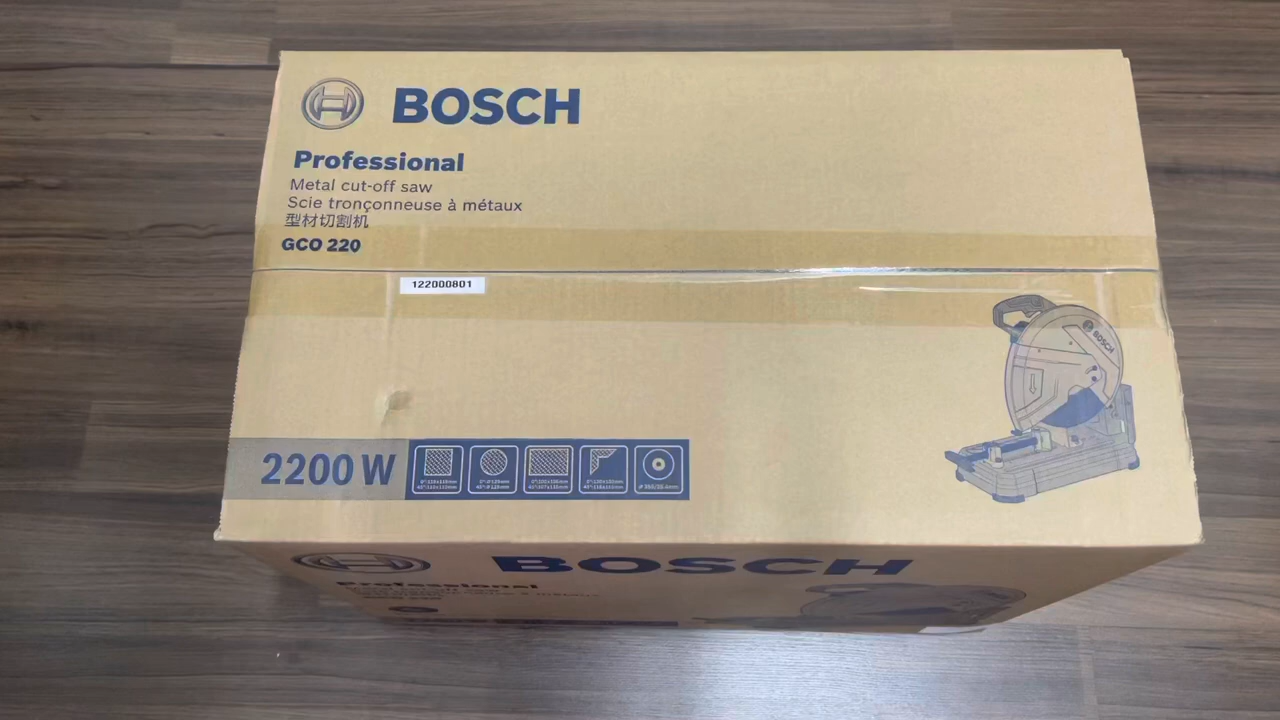 BOSCH
Professional
Metal cut-off saw
Scie tronçonneuse à métaux
型材切割机
GCO 220
122000801
BOSCH
2200 W
BOSCH
Professional